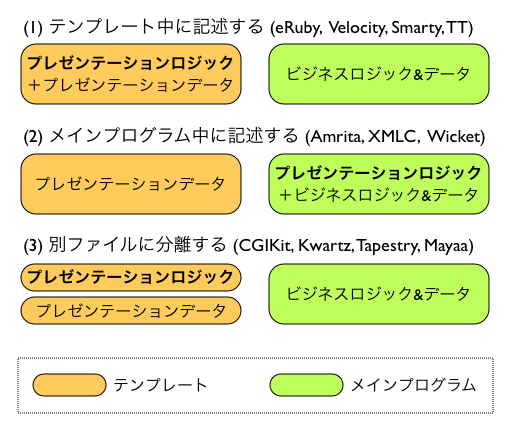 (1) テンプレート中に記述する (eRuby, Velocity, Smarty, TT)
プレゼンテーションロジック
＋プレゼンテーションデータ
ビジネスロジック&データ
(2) メインプログラム中に記述する (Amrita, XMLC, Wicket)
プレゼンテーションデータ
プレゼンテーションロジック
＋ビジネスロジック&データ
(3) 別ファイルに分離する (CGIKit, Kwartz, Tapestry, Mayaa)
プレゼンテーションロジック
プレゼンテーションデータ
ビジネスロジック&データ
テンプレート
メインプログラム